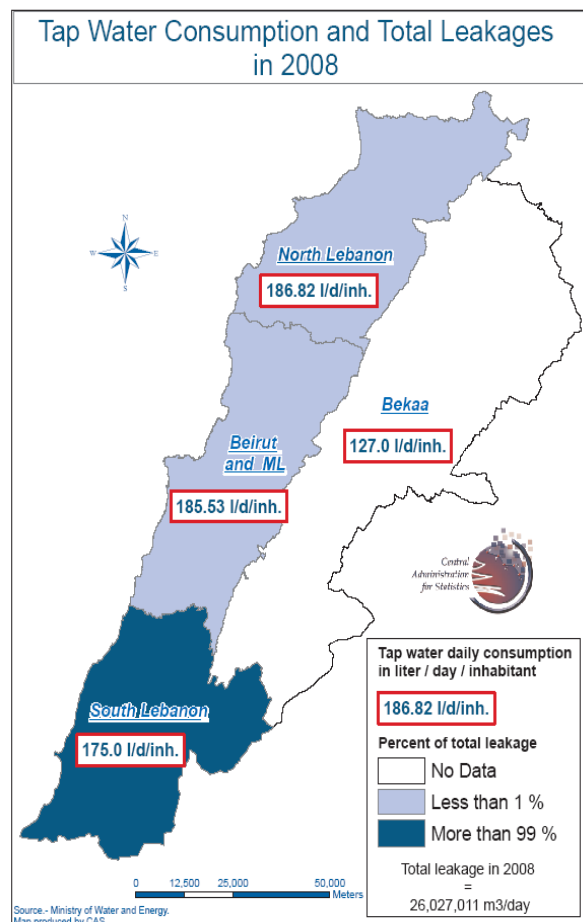 Tap Water Consumption and Total Leakages
in 2008
N
W
E
S
North Lebanon
186.82 l/d/inh.
Bekaa
127.0 l/d/inh.
Beirut
and ML
185.53 l/d/inh.
Central
Administration
for Statistics
South Lebanon
175.0 l/d/inh.
Tap water daily consumption
in liter / day / inhabitant
186.82 l/d/inh.
Percent of total leakage
No Data
Less than 1 %
More than 99 %
Total leakage in 2008
=
26,027,011 m3/day
0 12,500 25,000 50,000
Meters
Source.- Ministry of Water and Energy.
Map produced by CAS